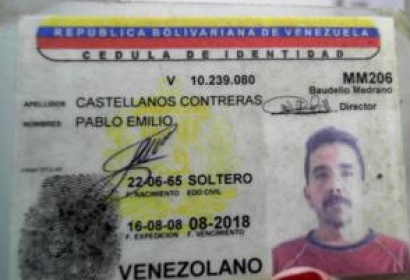 REPUBLICA BOLIVARIANA DE VENEZUELA
CEDULA DE IDENTIDAD
V 10.239.080 MM206
Baudelio Medrano
APELLIDOS CASTELLANOS CONTRERAS Director
NOMBRES PABLO EMILIO
22-06-65 SOLTERO
F. NACIMIENTO EDO CIVIL
16-08-08 08-2018
F. EXPEDICION F. VENCIMIENTO
VENEZOLANO